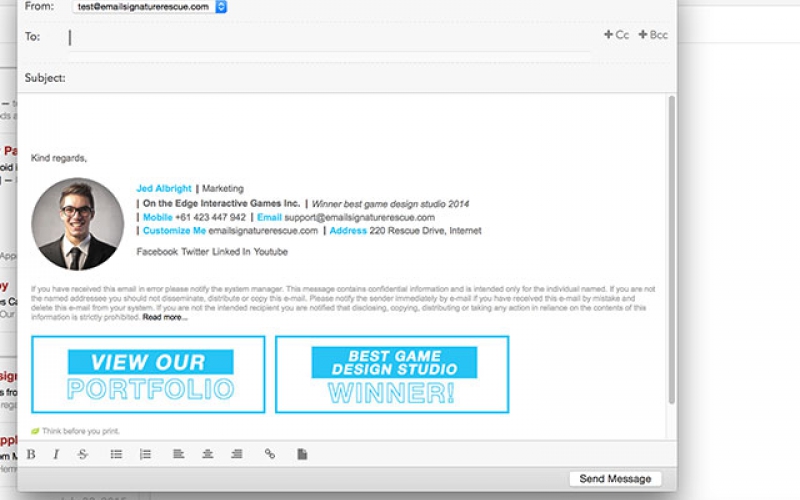 From: test@emailsignaturerescue.com
To: + Cc + Bcc
Subject:
Kind regards,
Jed Albright | Marketing
| On the Edge Interactive Games Inc. | Winner best game design studio 2014
| Mobile +61 423 447 942 | Email support@emailsignaturerescue.com
| Customize Me emailsignaturerescue.com | Address 220 Rescue Drive, Internet
Facebook Twitter Linked In Youtube
If you have received this email in error please notify the system manager. This message contains confidential information and is intended only for the individual named. If you are not
the named addressee you should not disseminate, distribute or copy this e-mail. Please notify the sender immediately by e-mail if you have received this email by mistake and
delete this e-mail from your system. If you are not the intended recipient you are notified that disclosing, copying, distributing or taking any action in reliance on the contents of this
information is strictly prohibited. Read more...
VIEW OUR
PORTFOLIO
BEST GAME
DESIGN STUDIO
WINNER!
Think before you print.
B I S
Send Message